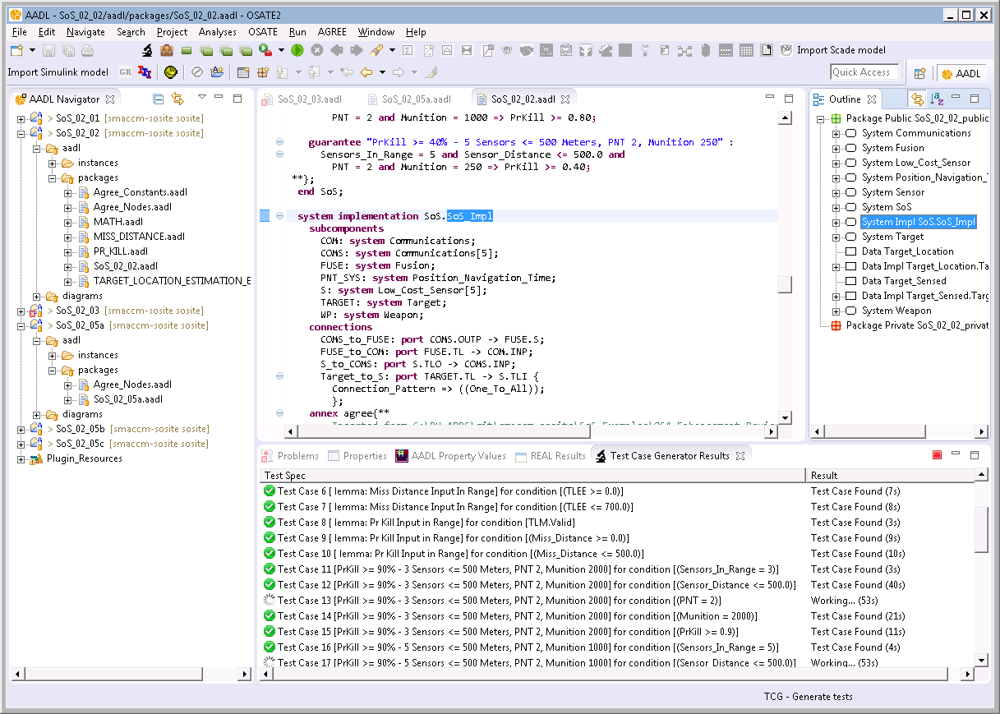 AADL - SoS_02_02/aadl/packages/SoS_02_02.aadl - OSATE2
File Edit Navigate Search Project Analyses OSATE Run AGREE Window Help
Import Scade model
Import Simulink model GR Quick Access AADL
AADL Navigator
> SoS_02_01 [smaccm-sosite sosite]
> SoS_02_02 [smaccm-sosite sosite]
aadl
instances
packages
Agree_Constants.aadl
Agree_Nodes.aadl
MATH.aadl
MISS_DISTANCE.aadl
PR_KILL.aadl
SoS_02_02.aadl
TARGET_LOCATION_ESTIMATION_E
diagrams
> SoS_02_03 [smaccm-sosite sosite]
> SoS_02_05a [smaccm-sosite sosite]
aadl
instances
packages
Agree_Nodes.aadl
SoS_02_05a.aadl
diagrams
> SoS_02_05b [smaccm-sosite sosite]
> SoS_02_05c [smaccm-sosite sosite]
Plugin_Resources
SoS_02_03.aadl SoS_02_05a.aadl SoS_02_02.aadl
PNT = 2 and Munition = 1000 => PrKill >= 0.80;
guarantee "PrKill >= 40% - 5 Sensors <= 500 Meters, PNT 2, Munition 250" :
Sensors_In_Range = 5 and Sensor_Distance <= 500.0 and
PNT = 2 and Munition = 250 => PrKill >= 0.40;
**};
end SoS;
system implementation SoS.SoS_Impl
subcomponents
COM: system Communications;
COMS: system Communications[5];
FUSE: system Fusion;
PNT_SYS: system Position_Navigation_Time;
S: system Low_Cost_Sensor[5];
TARGET: system Target;
WP: system Weapon;
connections
COMS_to_FUSE: port COMS.OUTP -> FUSE.S;
FUSE_to_COM: port FUSE.TL -> COM.INP;
S_to_COMS: port S.TLO -> COMS.INP;
Target_to_S: port TARGET.TL -> S.TLI {
Connection_Pattern => ((One_To_All));
};
annex agree{**
Outline
Package Public SoS_02_02_public
System Communications
System Fusion
System Low_Cost_Sensor
System Position_Navigation_T
System Sensor
System SoS
System Impl SoS.SoS_Impl
System Target
Data Target_Location
Data Impl Target_Location.Ta
Data Target_Sensed
Data Impl Target_Sensed.Targ
System Weapon
Package Private SoS_02_02_privat
Problems Properties AADL Property Values REAL Results Test Case Generator Results
Test Spec Result
Test Case 6 [ lemma: Miss Distance Input In Range] for condition [(TLEE >= 0.0)] Test Case Found (7s)
Test Case 7 [ lemma: Miss Distance Input In Range] for condition [(TLEE <= 700.0)] Test Case Found (8s)
Test Case 8 [ lemma: Pr Kill Input in Range] for condition [TLM.Valid] Test Case Found (3s)
Test Case 9 [ lemma: Pr Kill Input in Range] for condition [(Miss_Distance >= 0.0)] Test Case Found (9s)
Test Case 10 [ lemma: Pr Kill Input in Range] for condition [(Miss_Distance <= 500.0)] Test Case Found (10s)
Test Case 11 [PrKill >= 90% - 3 Sensors <= 500 Meters, PNT 2, Munition 2000] for condition [(Sensors_In_Range = 3)] Test Case Found (3s)
Test Case 12 [PrKill >= 90% - 3 Sensors <= 500 Meters, PNT 2, Munition 2000] for condition [(Sensor_Distance <= 500.0)] Test Case Found (40s)
Test Case 13 [PrKill >= 90% - 3 Sensors <= 500 Meters, PNT 2, Munition 2000] for condition [(PNT = 2)] Working... (53s)
Test Case 14 [PrKill >= 90% - 3 Sensors <= 500 Meters, PNT 2, Munition 2000] for condition [(Munition = 2000)] Test Case Found (21s)
Test Case 15 [PrKill >= 90% - 3 Sensors <= 500 Meters, PNT 2, Munition 2000] for condition [(PrKill >= 0.9)] Test Case Found (11s)
Test Case 16 [PrKill >= 90% - 5 Sensors <= 500 Meters, PNT 2, Munition 1000] for condition [(Sensors_In_Range = 5)] Test Case Found (4s)
Test Case 17 [PrKill >= 90% - 5 Sensors <= 500 Meters, PNT 2, Munition 1000] for condition [(Sensor_Distance <= 500.0)] Working... (53s)
TCG - Generate tests